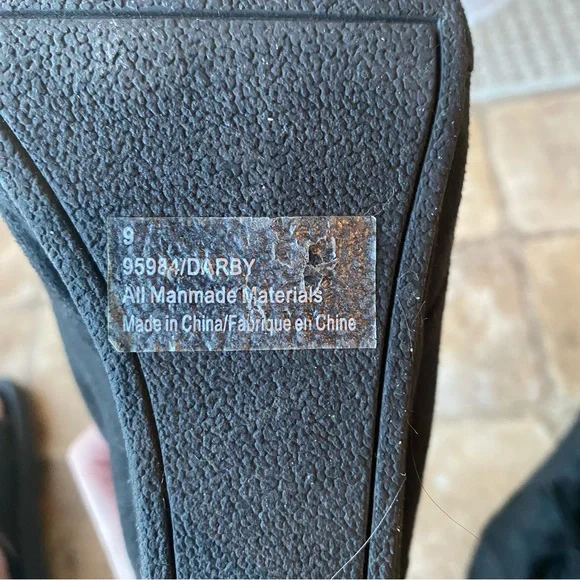 9
95984/DARBY
All Manmade Materials
Made in China/Fabrique en Chine